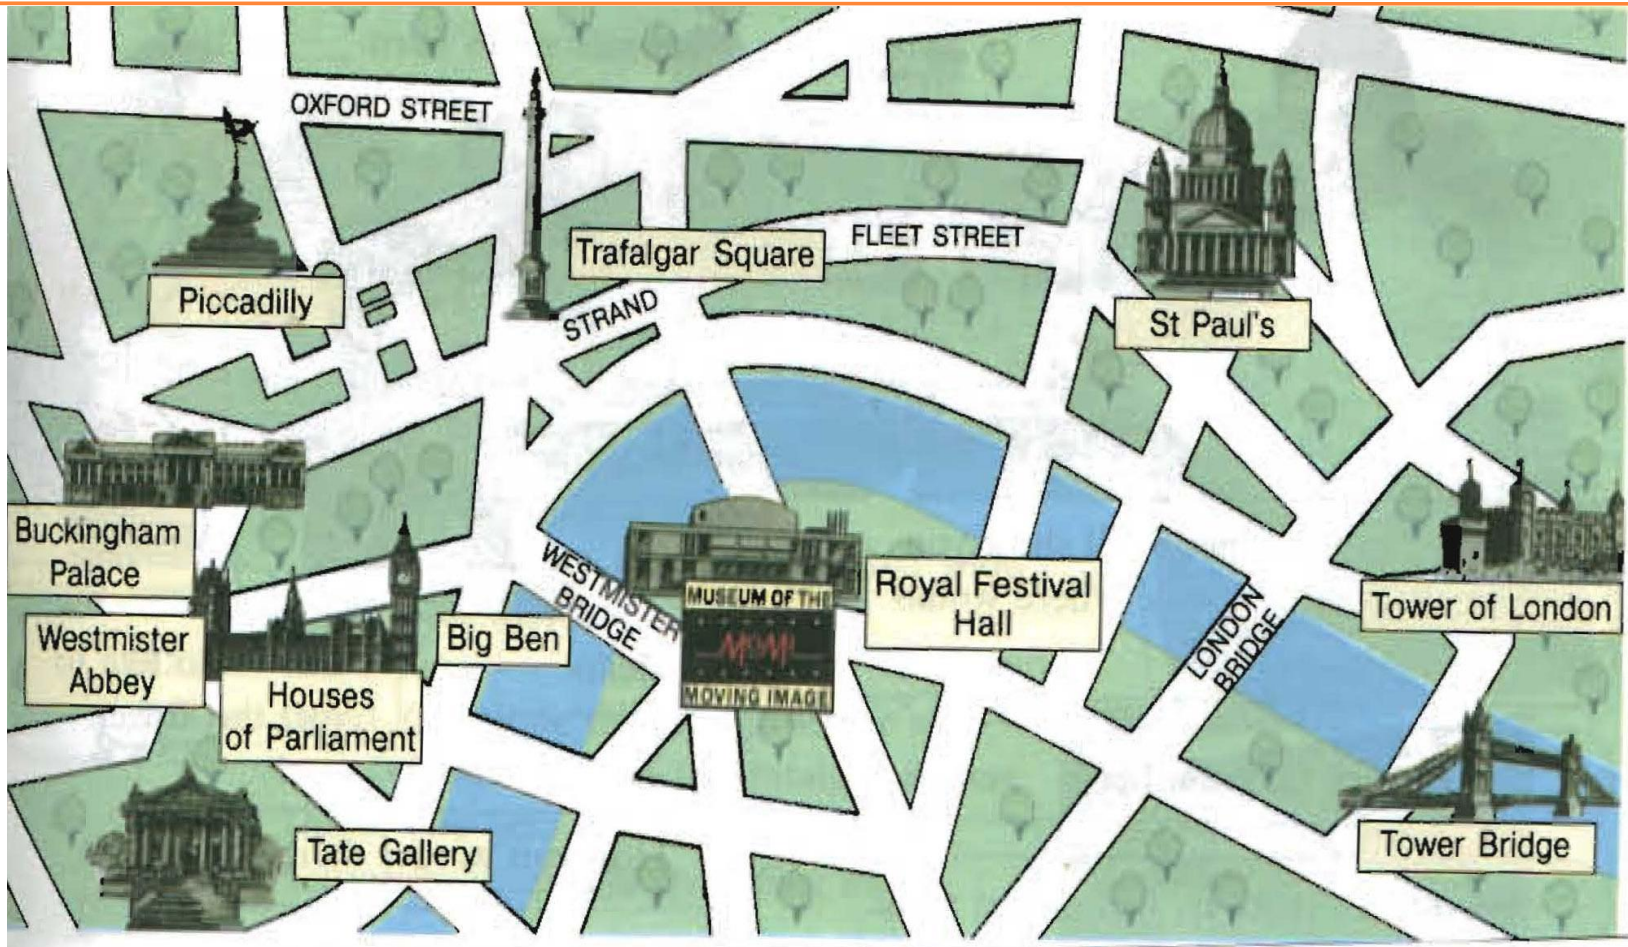 OXFORD STREET
Trafalgar Square
FLEET STREET
Piccadilly
STRAND
St Paul's
Buckingham
Palace
WESTMISTER
BRIDGE
MUSEUM OF THE
MOMI
MOVING IMAGE
Royal Festival
Hall
LONDON
BRIDGE
Tower of London
Westmister
Abbey
Big Ben
Houses
of Parliament
Tate Gallery
Tower Bridge